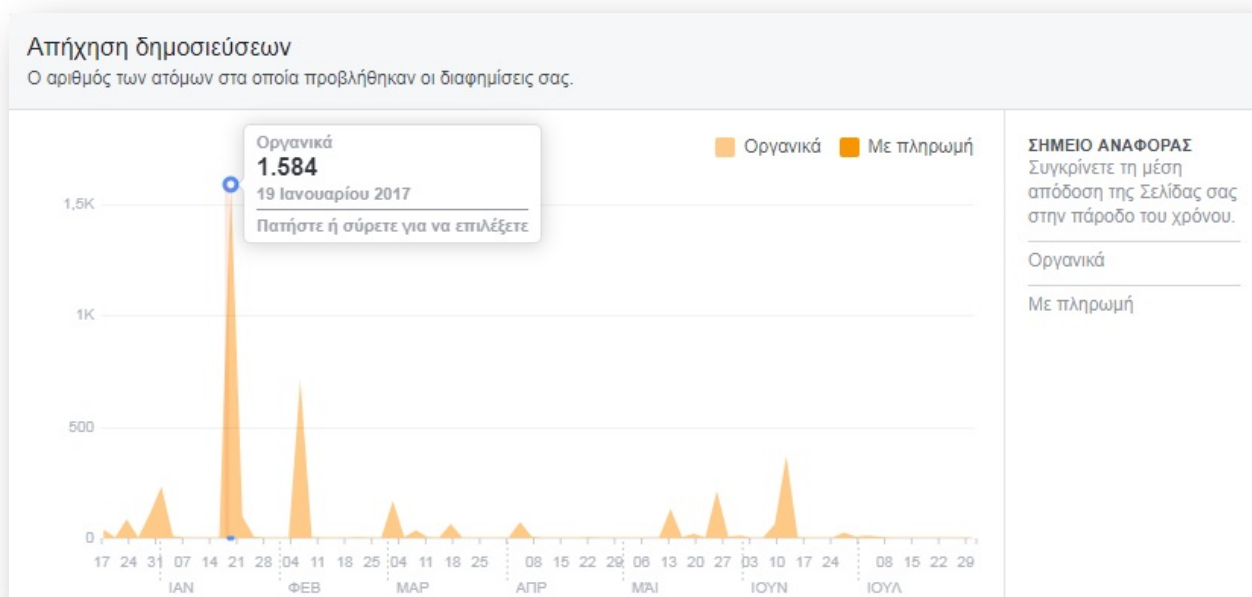 Απήχηση δημοσιεύσεων
Ο αριθμός των ατόμων στα οποία προβλήθηκαν οι διαφημίσεις σας.
Οργανικά
1.584
19 Ιανουαρίου 2017
Πατήστε ή σύρετε για να επιλέξετε
Οργανικά Με πληρωμή
1,5K
1K
500
0
17 24 31 07 14 21 28 04 11 18 25 04 11 18 25 08 15 22 29 06 13 20 27 03 10 17 24 08 15 22 29
ΙΑΝ ΦΕΒ ΜΑΡ ΑΠΡ ΜΑΙ ΙΟΥΝ ΙΟΥΛ
ΣΗΜΕΙΟ ΑΝΑΦΟΡΑΣ
Συγκρίνετε τη μέση
απόδοση της Σελίδας σας
στην πάροδο του χρόνου.
Οργανικά
Με πληρωμή